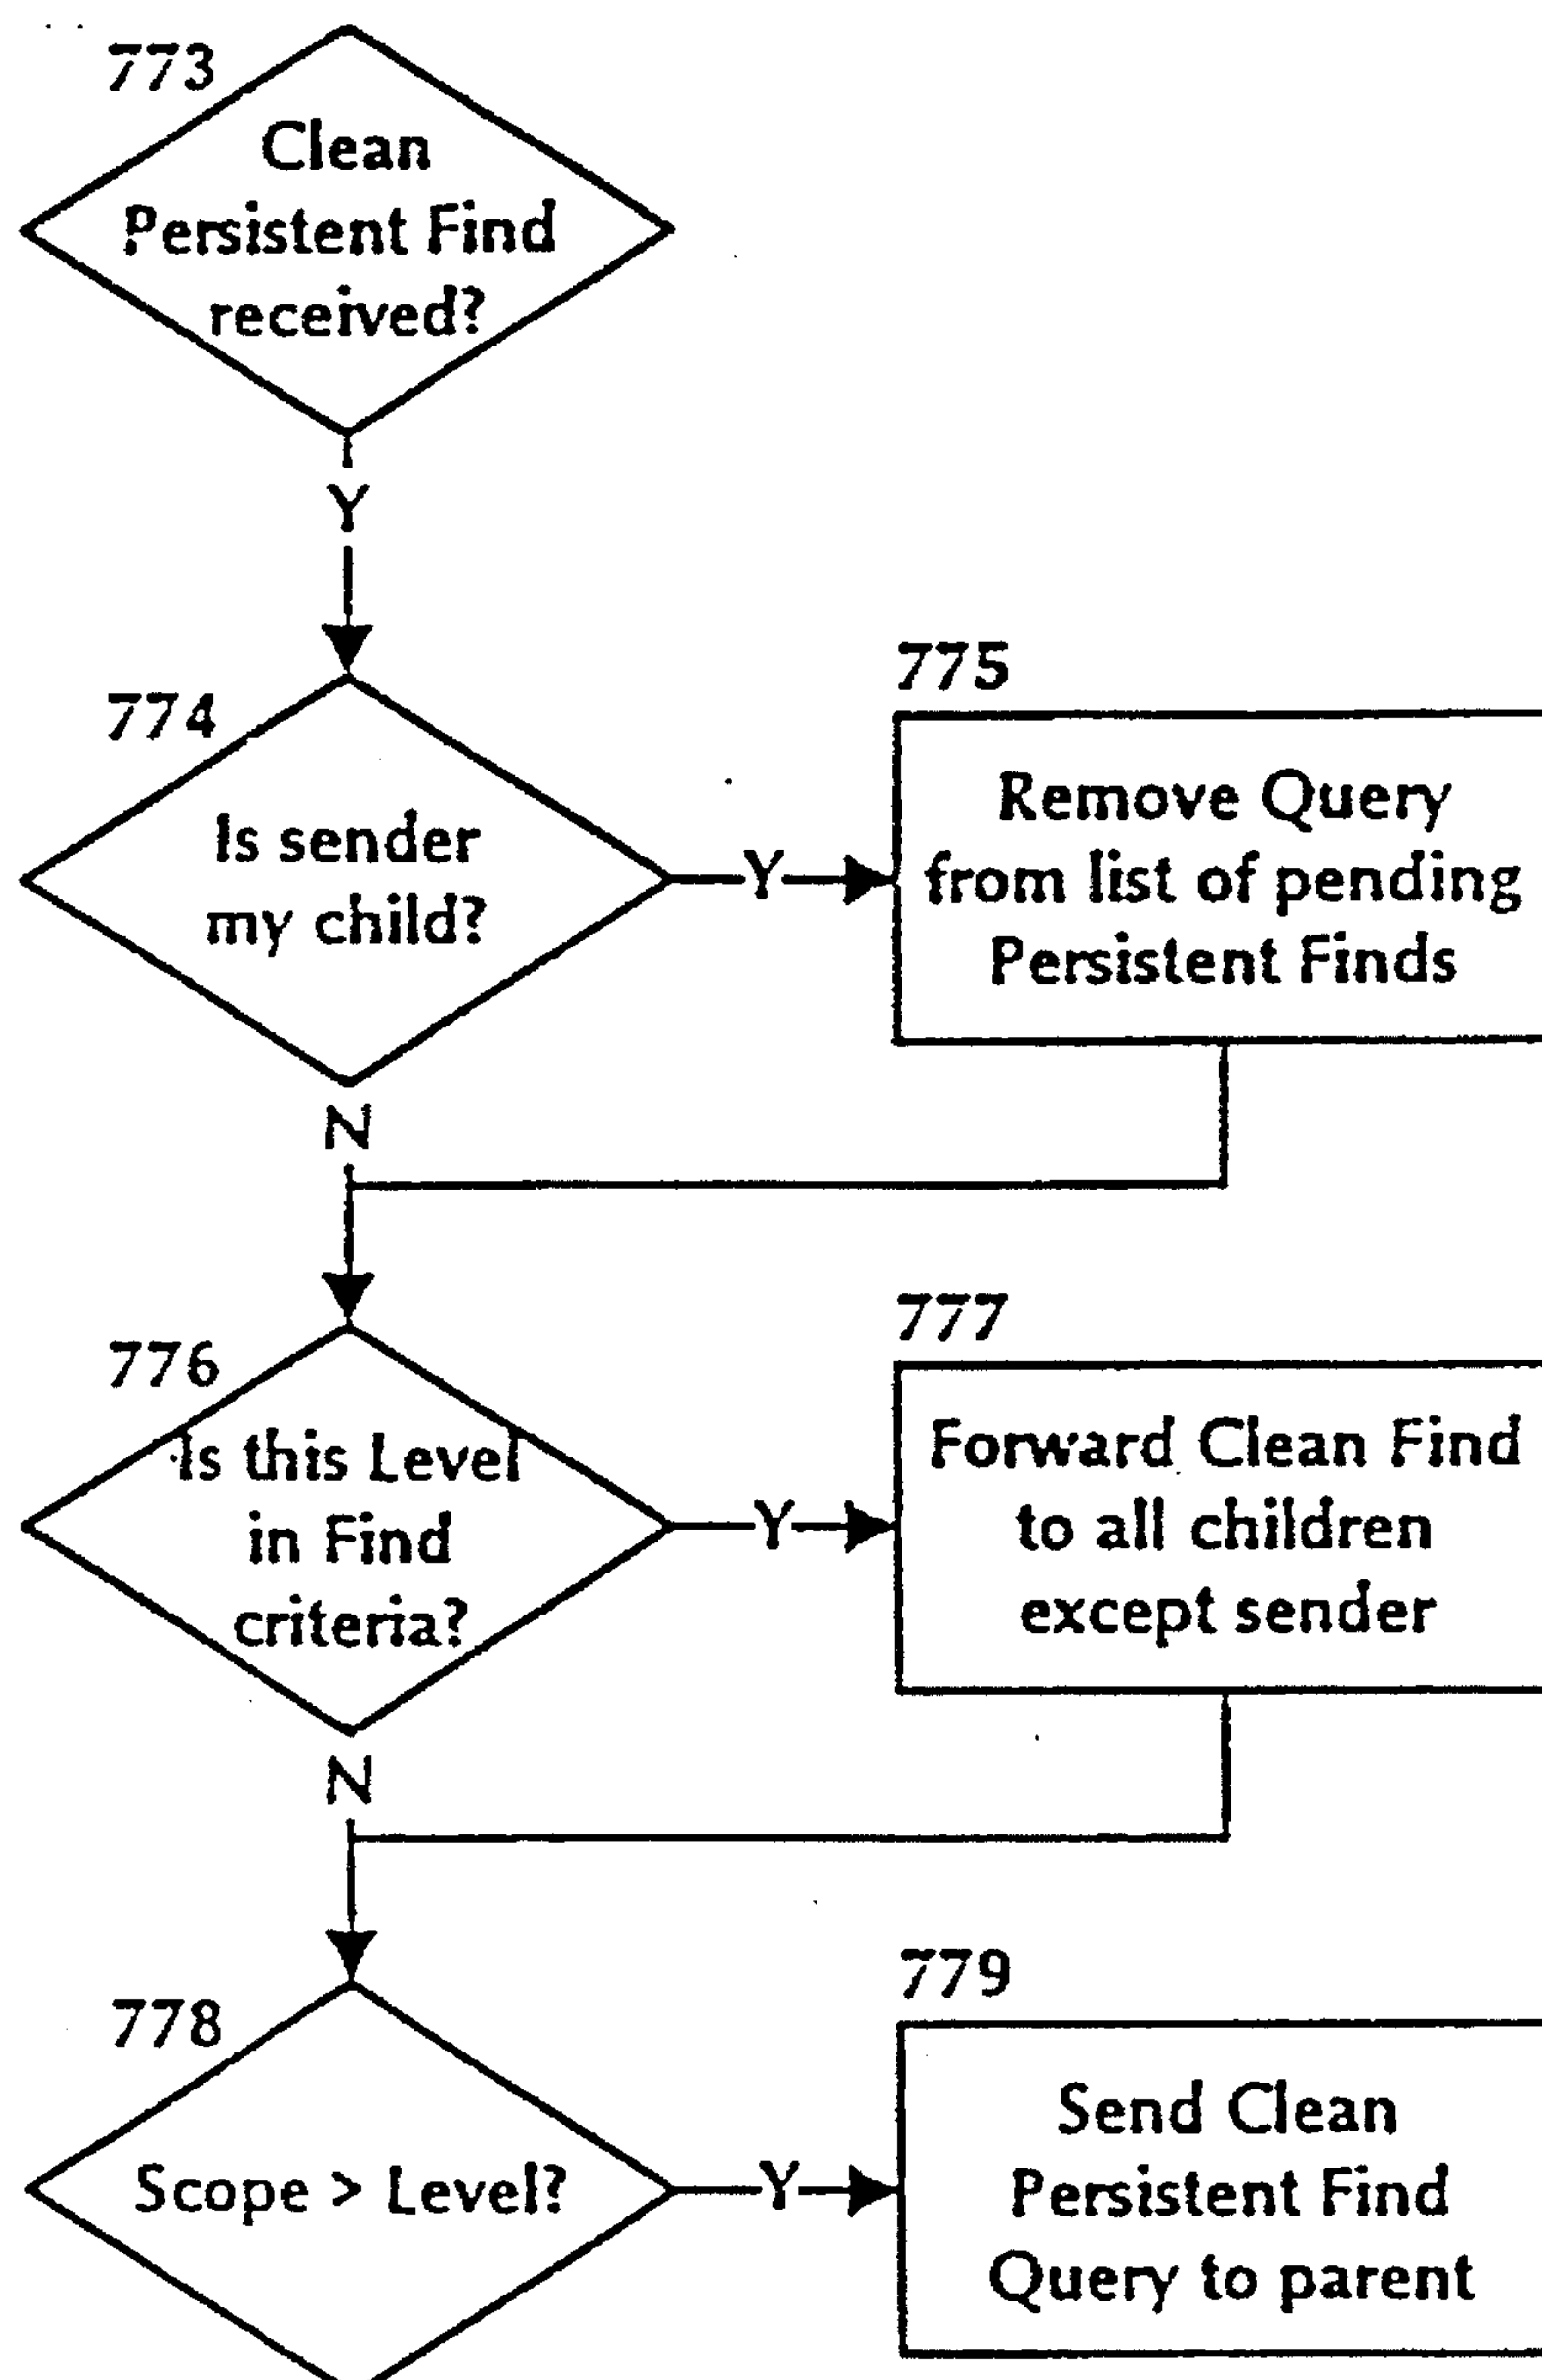 773
Clean
Persistent Find
received?
Y
774
Is sender
my child?
Y
775
Remove Query
from list of pending
Persistent Finds
N
776
Is this Level
in Find
criteria?
Y
777
Forward Clean Find
to all children
except sender
N
778
Scope > Level?
Y
779
Send Clean
Persistent Find
Query to parent